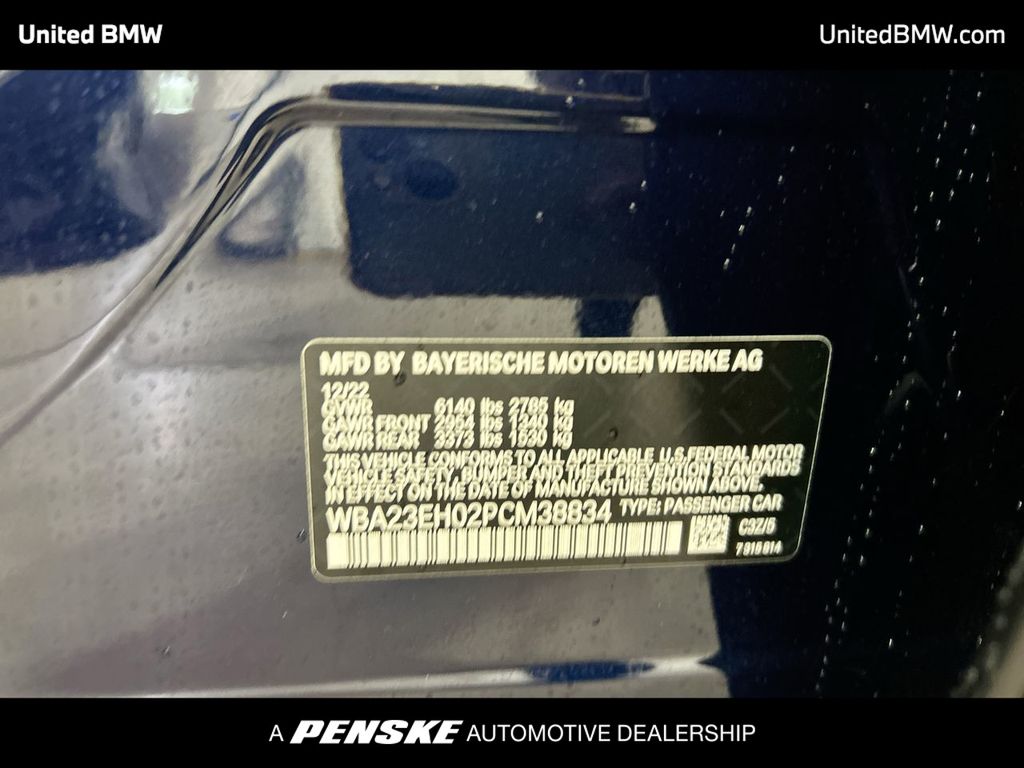 United BMW
UnitedBMW.com
MFD BY BAYERISCHE MOTOREN WERKE AG
12/22
GVWR 6140 lbs 2785 kg
GAWR FRONT 2954 lbs 1340 kg
GAWR REAR 3373 lbs 1530 kg
THIS VEHICLE CONFORMS TO ALL APPLICABLE U.S.FEDERAL MOTOR
VEHICLE SAFETY, BUMPER AND THEFT PREVENTION STANDARDS
IN EFFECT ON THE DATE OF MANUFACTURE SHOWN ABOVE.
WBA23EH02PCM38834 TYPE: PASSENGER CAR
C3Z/5
7915814
A PENSKE AUTOMOTIVE DEALERSHIP